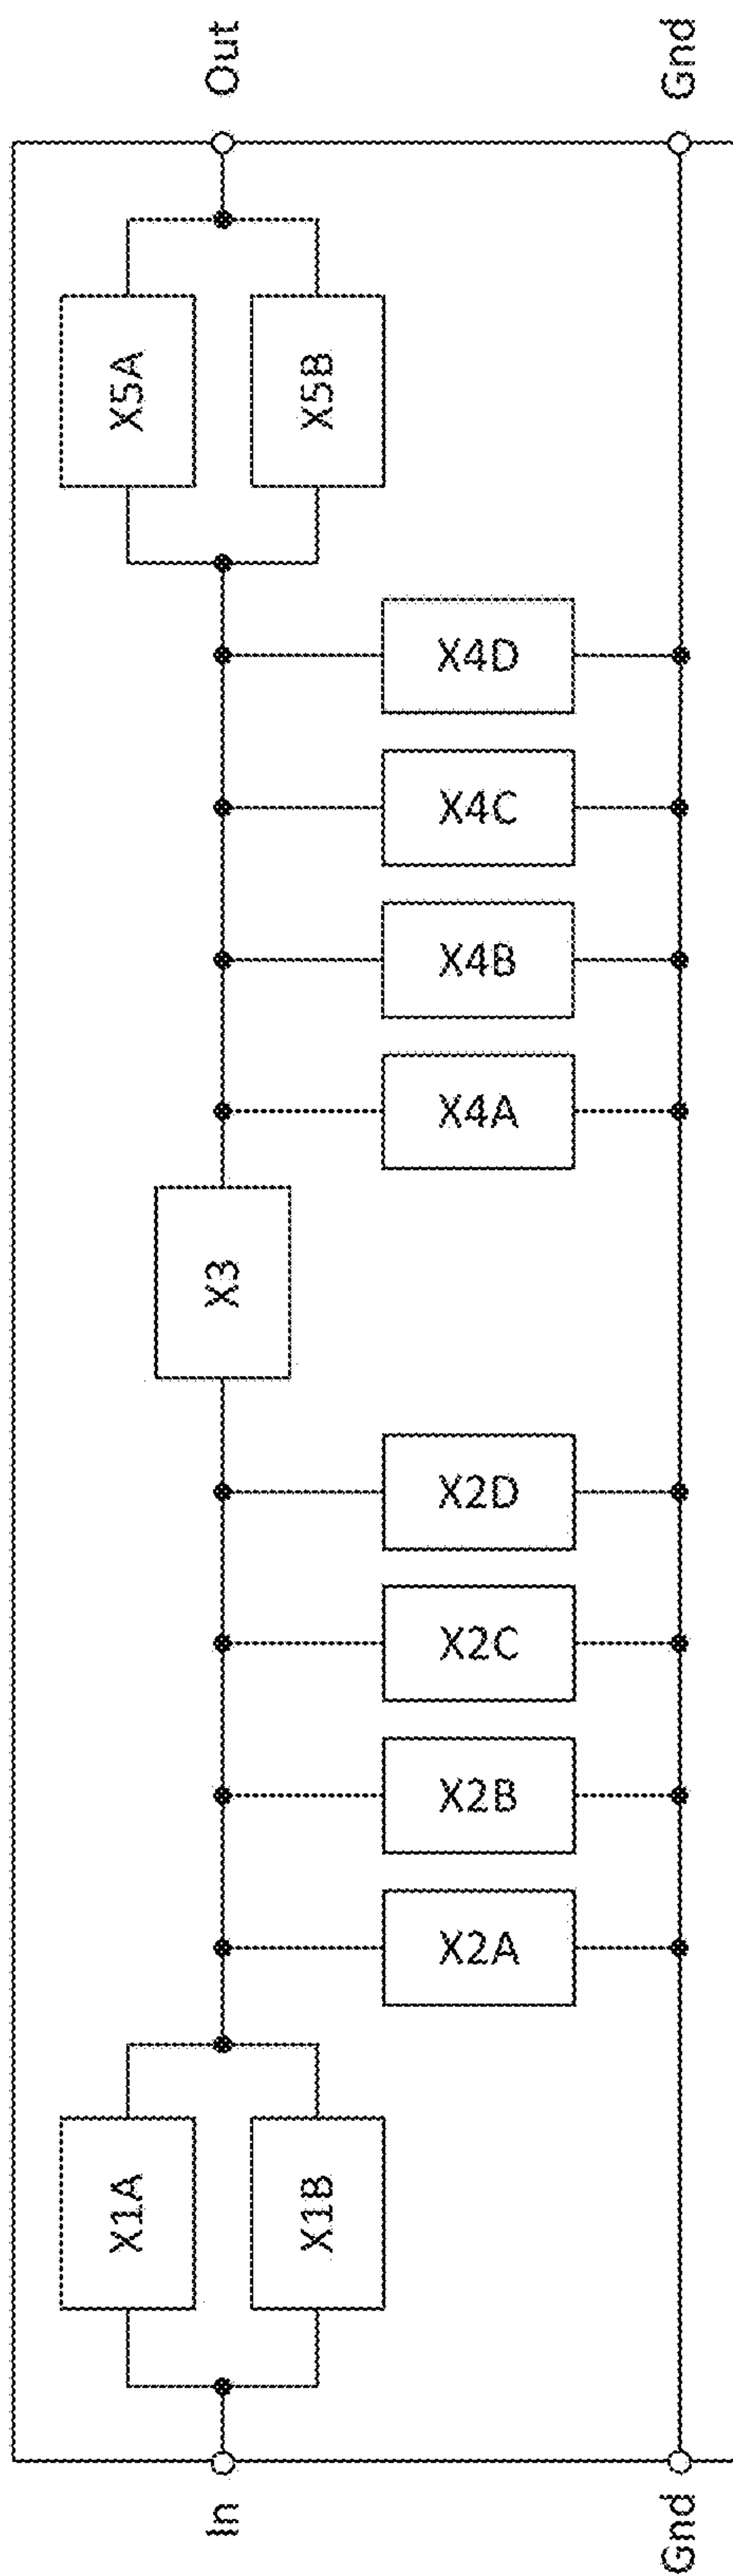 Out
Gnd
X5A
X5B
X4D
X4C
X4B
X4A
X3
X2D
X2C
X2B
X2A
X1A
X1B
In
Gnd